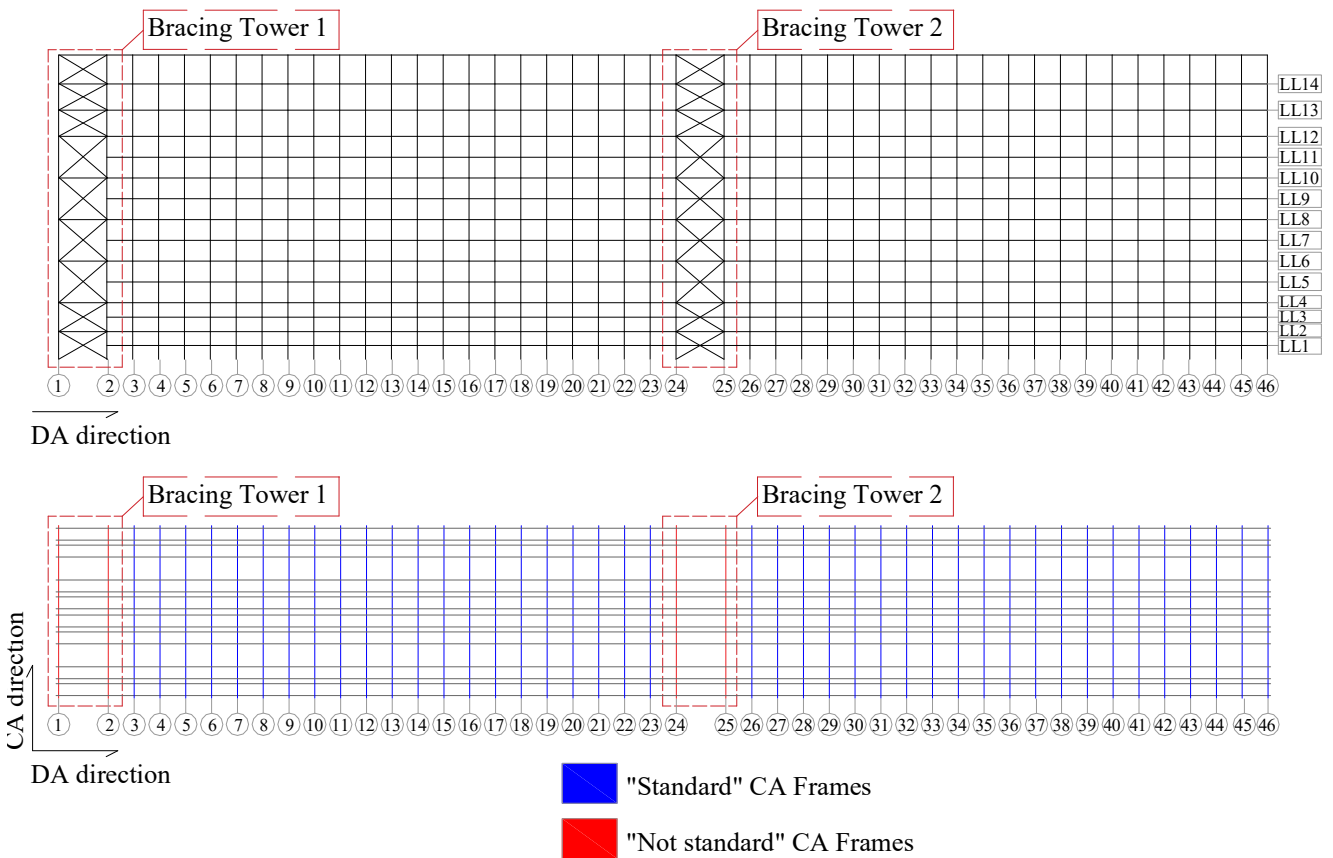 Bracing Tower 1
Bracing Tower 2
LL14
LL13
LL12
LL11
LL10
LL9
LL8
LL7
LL6
LL5
LL4
LL3
LL2
LL1
1 2 3 4 5 6 7 8 9 10 11 12 13 14 15 16 17 18 19 20 21 22 23 24 25 26 27 28 29 30 31 32 33 34 35 36 37 38 39 40 41 42 43 44 45 46
DA direction
Bracing Tower 1
Bracing Tower 2
CA direction
1 2 3 4 5 6 7 8 9 10 11 12 13 14 15 16 17 18 19 20 21 22 23 24 25 26 27 28 29 30 31 32 33 34 35 36 37 38 39 40 41 42 43 44 45 46
DA direction
"Standard" CA Frames
"Not standard" CA Frames